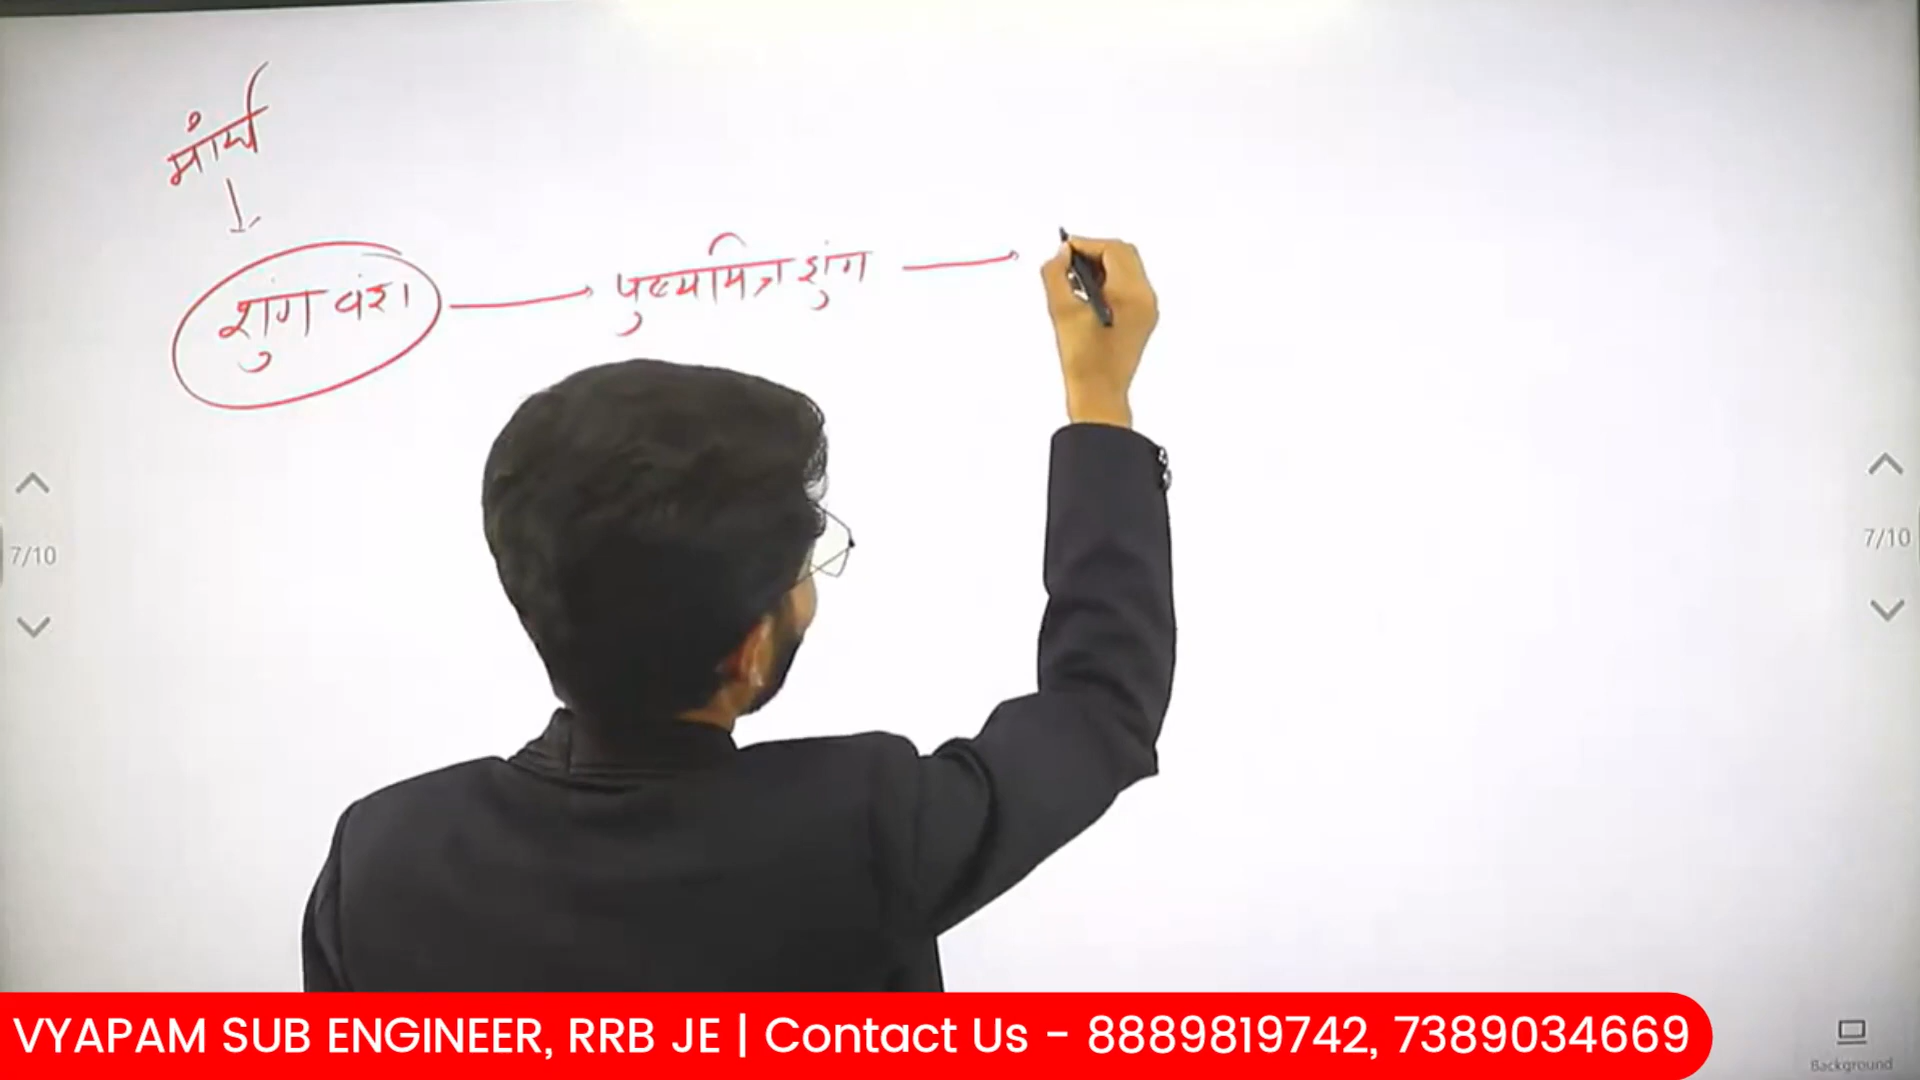 मौर्य
शुंग वंश
पुष्यमित्र शुंग
7/10
7/10
VYAPAM SUB ENGINEER, RRB JE | Contact Us - 8889819742, 7389034669
Background